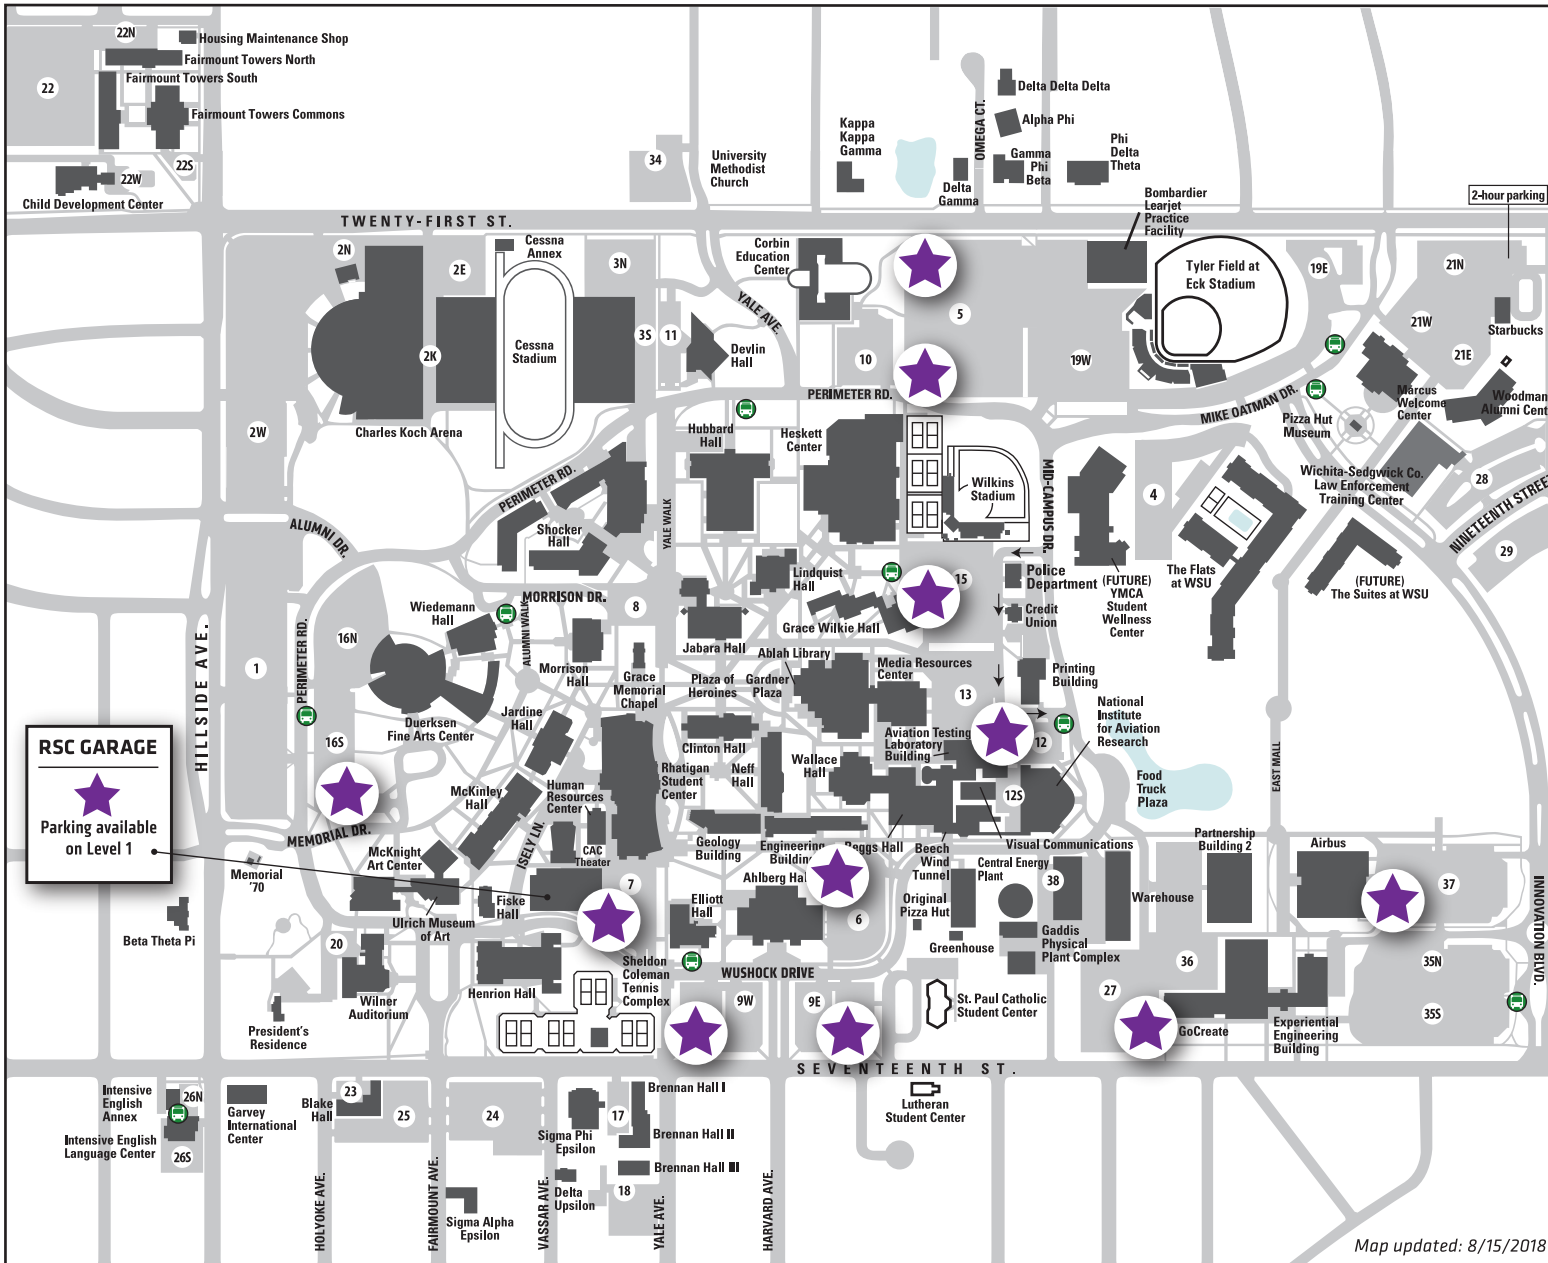 22N
Housing Maintenance Shop
Fairmount Towers North
Fairmount Towers South
22
Fairmount Towers Commons
22S
22W
Child Development Center
34
University
Methodist
Church
Kappa
Kappa
Gamma
OMEGA CT.
Delta Delta Delta
Alpha Phi
Gamma
Phi
Beta
Phi
Delta
Theta
Delta
Gamma
Bombardier
Learjet
Practice
Facility
2-hour parking
TWENTY-FIRST ST.
2N
2E
Cessna
Annex
3N
YALE AVE.
Corbin
Education
Center
5
Tyler Field at
Eck Stadium
19E
21N
21W
21E
Starbucks
2K
Cessna
Stadium
3S
11
Devlin
Hall
10
19W
PERIMETER RD.
MIKE OATMAN DR.
Marcus
Welcome
Center
Woodman
Alumni Cent
Pizza Hut
Museum
2W
Charles Koch Arena
Hubbard
Hall
Heskett
Center
Wilkins
Stadium
MID-CAMPUS DR.
4
Wichita-Sedgwick Co.
Law Enforcement
Training Center
28
NINETEENTH STREE
29
PERIMETER RD.
ALUMNI DR.
Shocker
Hall
YALE WALK
Lindquist
Hall
15
Police
Department
The Flats
at WSU
(FUTURE)
YMCA
Student
Wellness
Center
(FUTURE)
The Suites at WSU
MORRISON DR.
8
Wiedemann
Hall
ALUMNI WALK
Grace Wilkie Hall
Credit
Union
HILLSIDE AVE.
PERIMETER RD.
16N
1
Morrison
Hall
Grace
Memorial
Chapel
Jabara Hall
Ablah Library
Plaza of
Heroines
Gardner
Plaza
Media Resources
Center
13
Printing
Building
National
Institute
for Aviation
Research
Duerksen
Fine Arts Center
Jardine
Hall
Clinton Hall
Aviation Testing
Laboratory
Building
12
16S
RSC GARAGE
Parking available
on Level 1
McKinley
Hall
Human
Resources
Center
Rhatigan
Student
Center
Neff
Hall
Wallace
Hall
12S
Food
Truck
Plaza
EAST MALL
MEMORIAL DR.
ISELY LN.
CAC
Theater
Geology
Building
Engineering
Building
Beggs Hall
Beech
Wind
Tunnel
Visual Communications
Partnership
Building 2
Airbus
Memorial
'70
McKnight
Art Center
Ulrich Museum
of Art
Fiske
Hall
7
Elliott
Hall
Ahlberg Hall
6
Central Energy
Plant
38
Warehouse
37
Original
Pizza Hut
Greenhouse
Gaddis
Physical
Plant Complex
INNOVATION BLVD.
Beta Theta Pi
20
Wilner
Auditorium
Henrion Hall
Sheldon
Coleman
Tennis
Complex
WUSHOCK DRIVE
9W
9E
St. Paul Catholic
Student Center
36
27
GoCreate
Experiential
Engineering
Building
35N
35S
President's
Residence
SEVENTEENTH ST.
Intensive
English
Annex
26N
Intensive English
Language Center
26S
Garvey
International
Center
Blake
Hall
23
25
24
17
Sigma Phi
Epsilon
Brennan Hall I
Brennan Hall II
Brennan Hall III
18
Delta
Upsilon
Sigma Alpha
Epsilon
Lutheran
Student Center
HOLYOKE AVE.
FAIRMOUNT AVE.
VASSAR AVE.
YALE AVE.
HARVARD AVE.
Map updated: 8/15/2018